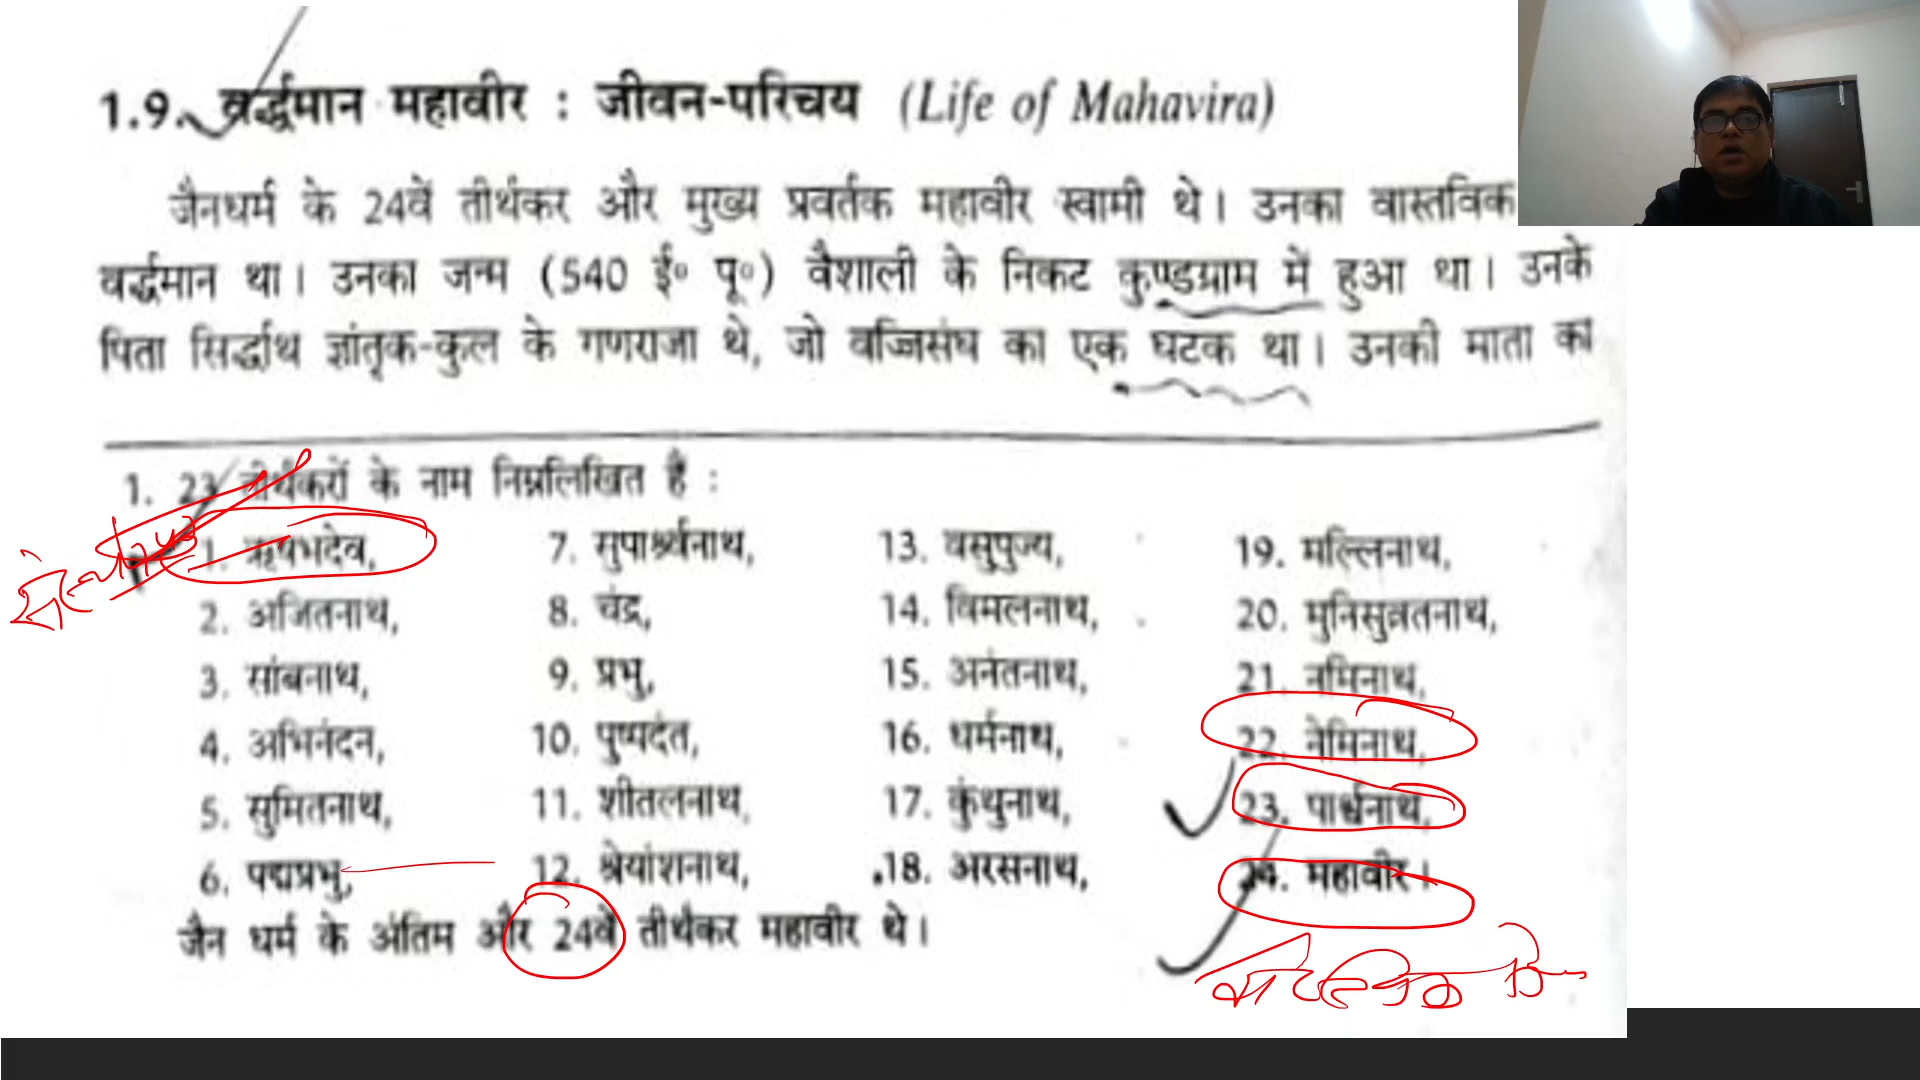 1.9. वर्द्धमान महावीर : जीवन-परिचय (Life of Mahavira)
जैनधर्म के 24वें तीर्थंकर और मुख्य प्रवर्तक महावीर स्वामी थे। उनका वास्तविक
वर्द्धमान था। उनका जन्म (540 ई० पू०) वैशाली के निकट कुण्डग्राम में हुआ था। उनके
पिता सिर्द्धाथ ज्ञांतृक-कुल के गणराजा थे, जो वज्जिसंघ का एक घटक था। उनकी माता का
1. 23 तीर्थंकरों के नाम निम्नलिखित हैं :
1. ऋषभदेव, 7. सुपार्श्र्वनाथ, 13. वसुपुज्य, 19. मल्लिनाथ,
2. अजितनाथ, 8. चंद्र, 14. विमलनाथ, 20. मुनिसुव्रतनाथ,
3. सांबनाथ, 9. प्रभु, 15. अनंतनाथ, 21. नमिनाथ,
4. अभिनंदन, 10. पुष्पदंत, 16. धर्मनाथ, 22. नेमिनाथ,
5. सुमितनाथ, 11. शीतलनाथ, 17. कुंथुनाथ, 23. पार्श्वनाथ,
6. पद्मप्रभु, 12. श्रेयांशनाथ, 18. अरसनाथ, 24. महावीर।
जैन धर्म के अंतिम और 24वें तीर्थंकर महावीर थे।